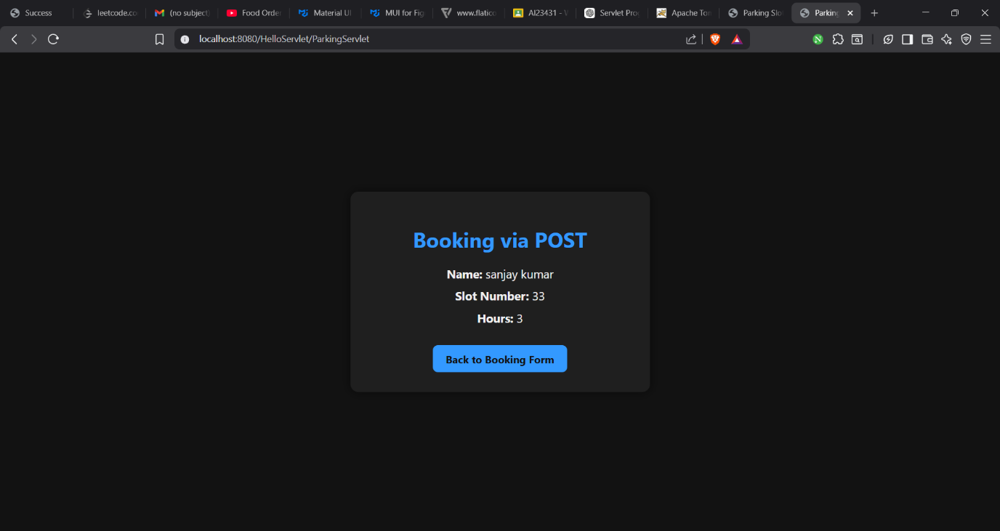 Success
leetcode.co
(no subject)
Food Order
Material UI
MUI for Fig
www.flatico
AI23431 - W
Servlet Prog
Apache Tom
Parking Slo
Parking
localhost:8080/HelloServlet/ParkingServlet
Booking via POST
Name: sanjay kumar
Slot Number: 33
Hours: 3
Back to Booking Form